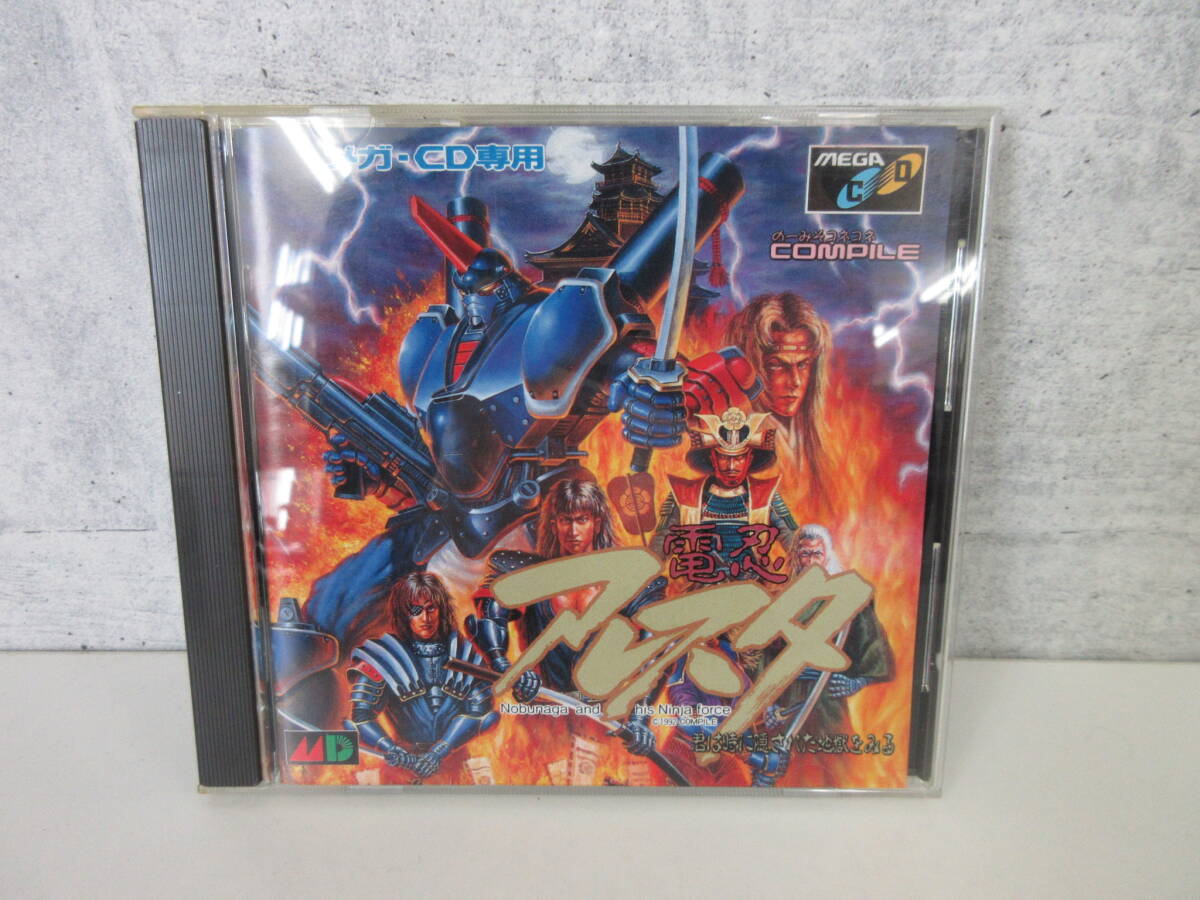 メガ-CD専用
MEGA
CD
のーみそコネコネ
COMPILE
電忍
アレスタ
Nobunaga and his Ninja force
©1992 COMPILE
君は時に隠された地獄をみる
MD